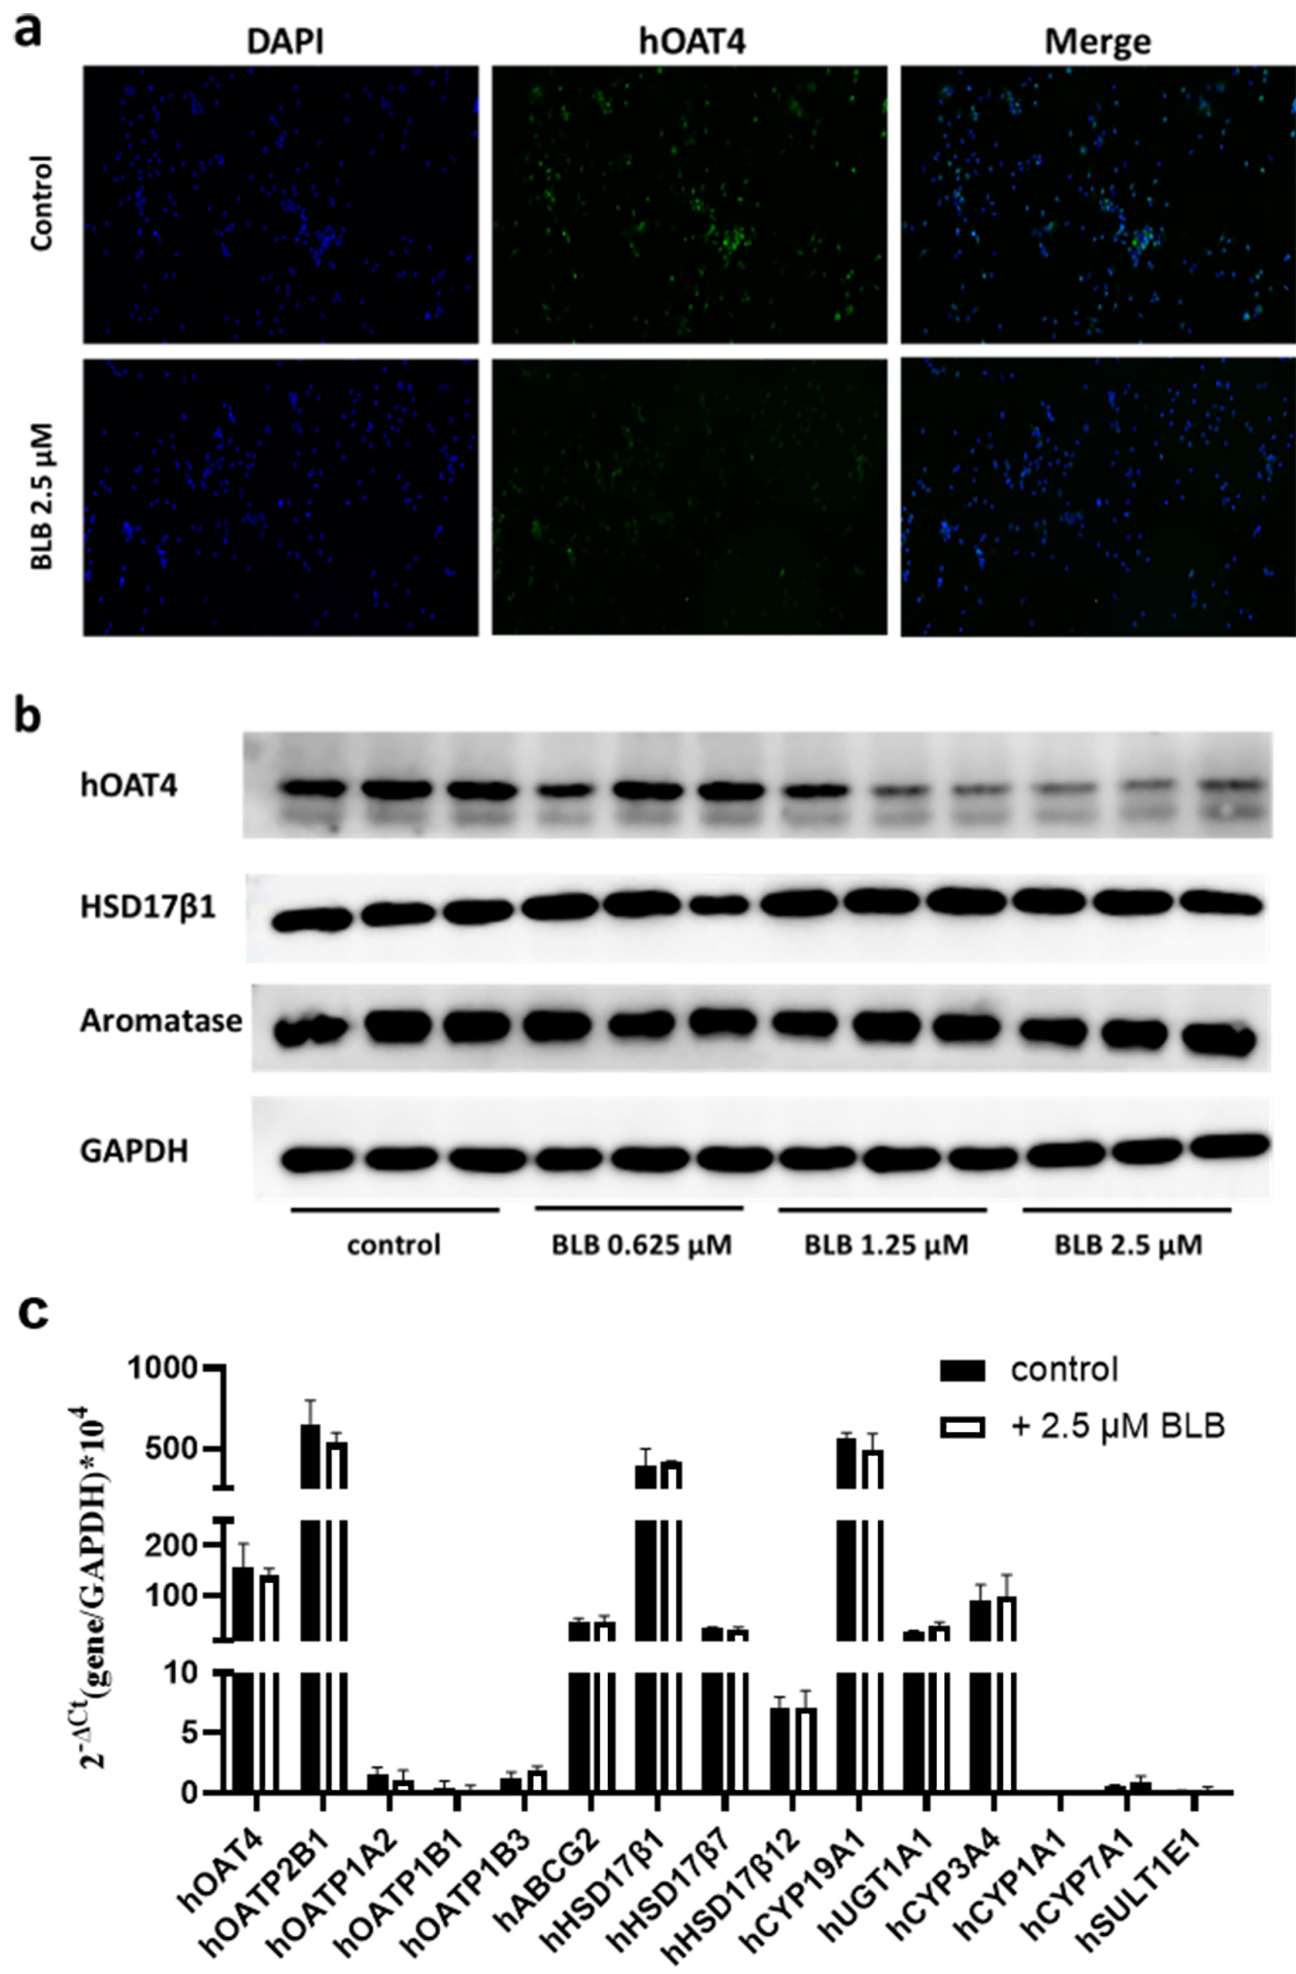 a
DAPI
hOAT4
Merge
Control
BLB 2.5 µM
b
hOAT4
HSD17β1
Aromatase
GAPDH
control
BLB 0.625 µM
BLB 1.25 µM
BLB 2.5 µM
c
2^-ΔCt(gene/GAPDH)*10^4
1000
500
200
100
10
5
0
control
+ 2.5 µM BLB
hOAT4
hOATP2B1
hOATP1A2
hOATP1B1
hOATP1B3
hABCG2
hHSD17β1
hHSD17β7
hHSD17β12
hCYP19A1
hUGT1A1
hCYP3A4
hCYP1A1
hCYP7A1
hSULT1E1